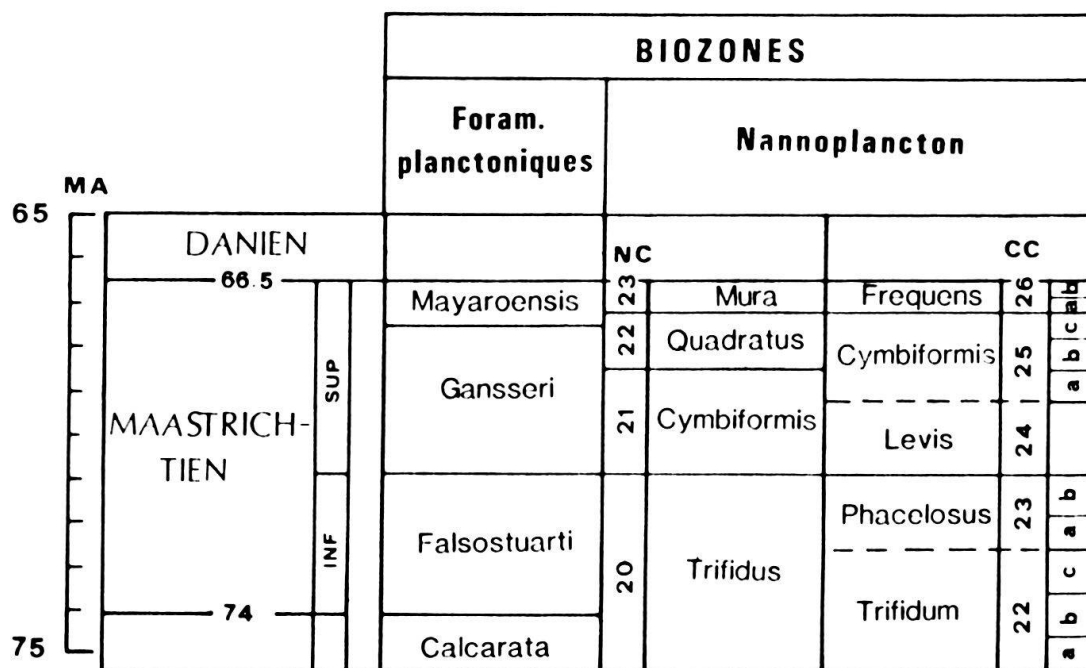 BIOZONES
Foram.
planctoniques
Nannoplancton
MA
65
DANIEN
NC
CC
66.5
Mayaroensis
23
Mura
Frequens
26
a b
Gansseri
22
Quadratus
Cymbiformis
25
a b c
SUP
21
Cymbiformis
Levis
24
MAASTRICH-
TIEN
INF
Falsostuarti
20
Trifidus
Phacelosus
23
a b
Trifidum
22
a b c
74
Calcarata
75